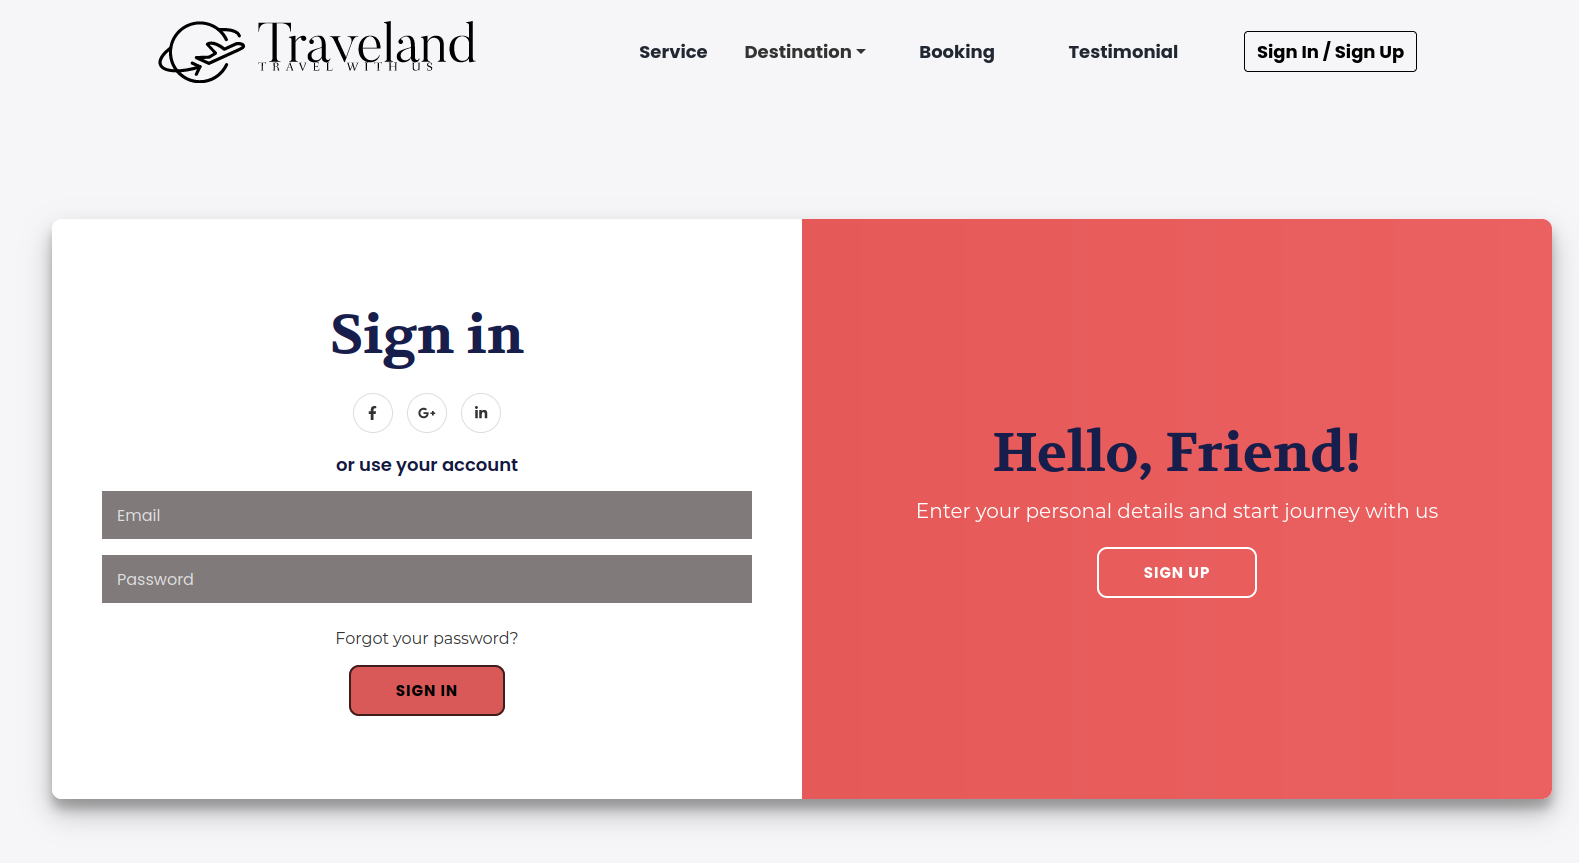 Traveland
TRAVEL WITH US
Service Destination Booking Testimonial Sign In / Sign Up
Sign in
G+
in
or use your account
Email
Password
Forgot your password?
SIGN IN
Hello, Friend!
Enter your personal details and start journey with us
SIGN UP